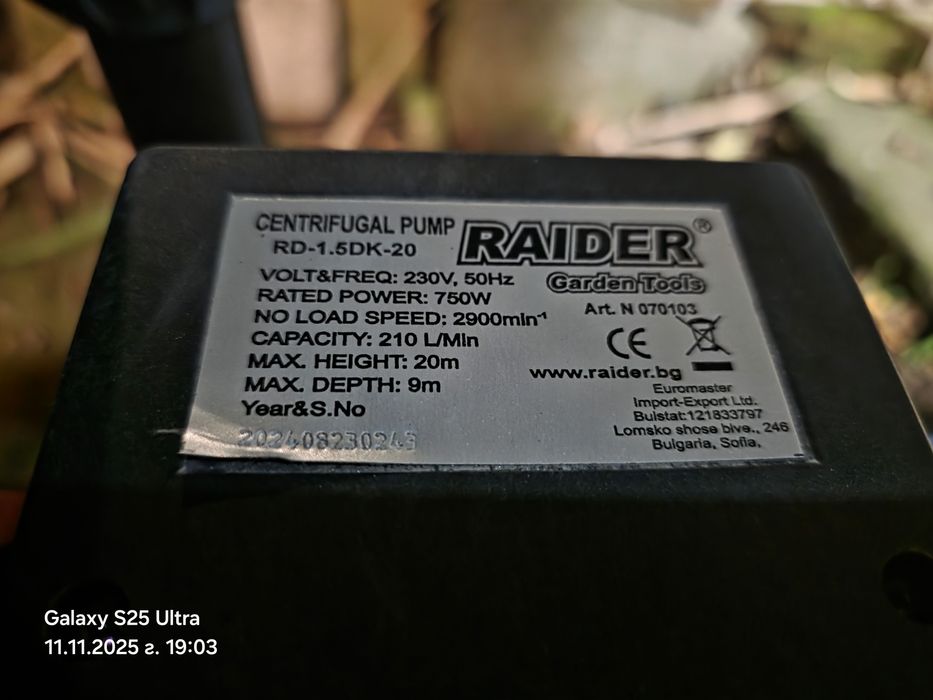 CENTRIFUGAL PUMP
RD-1.5DK-20
RAIDER®
Garden Tools
VOLT&FREQ: 230V, 50Hz
RATED POWER: 750W
NO LOAD SPEED: 2900min⁻¹
CAPACITY: 210 L/Min
MAX. HEIGHT: 20m
MAX. DEPTH: 9m
Year&S.No
202408230243
Art. N 070103
CE
www.raider.bg
Euromaster
Import-Export Ltd.
Bulstat:121833797
Lomsko shose blve., 246
Bulgaria, Sofia.
Galaxy S25 Ultra
11.11.2025 г. 19:03